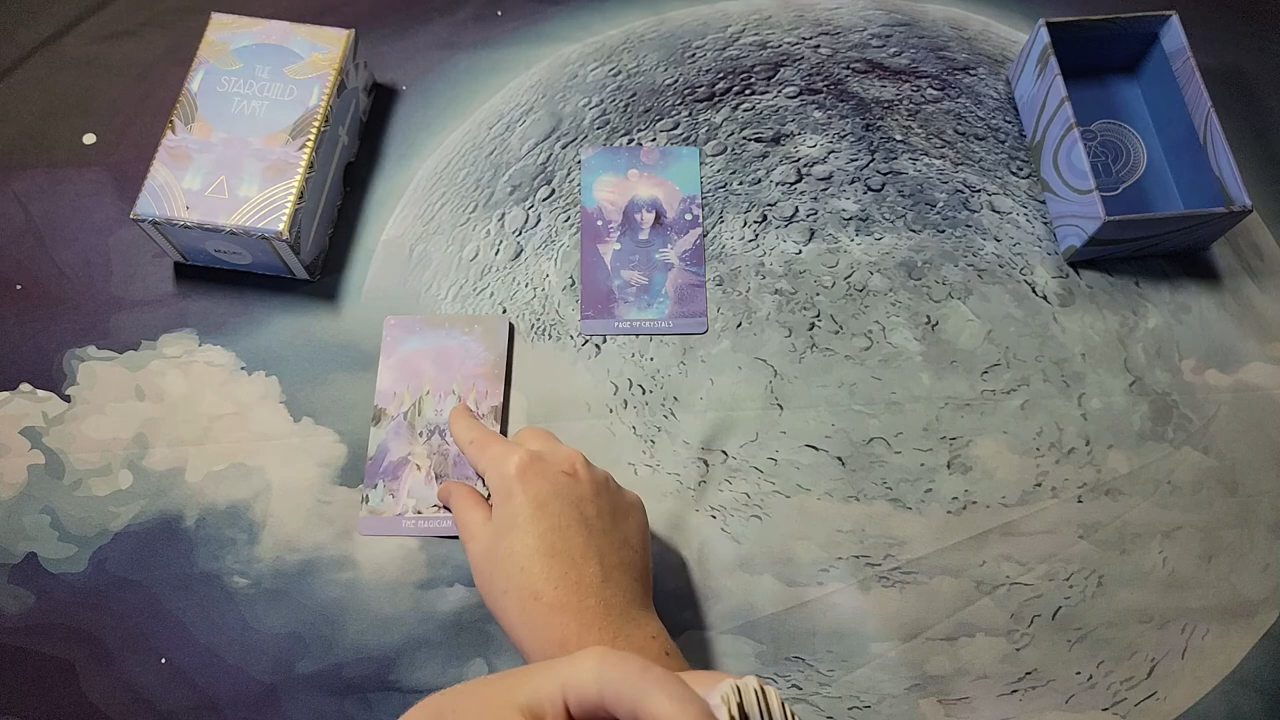 THE
STARCHILD
TAROT
PAGE OF CRYSTALS
THE MAGICIAN